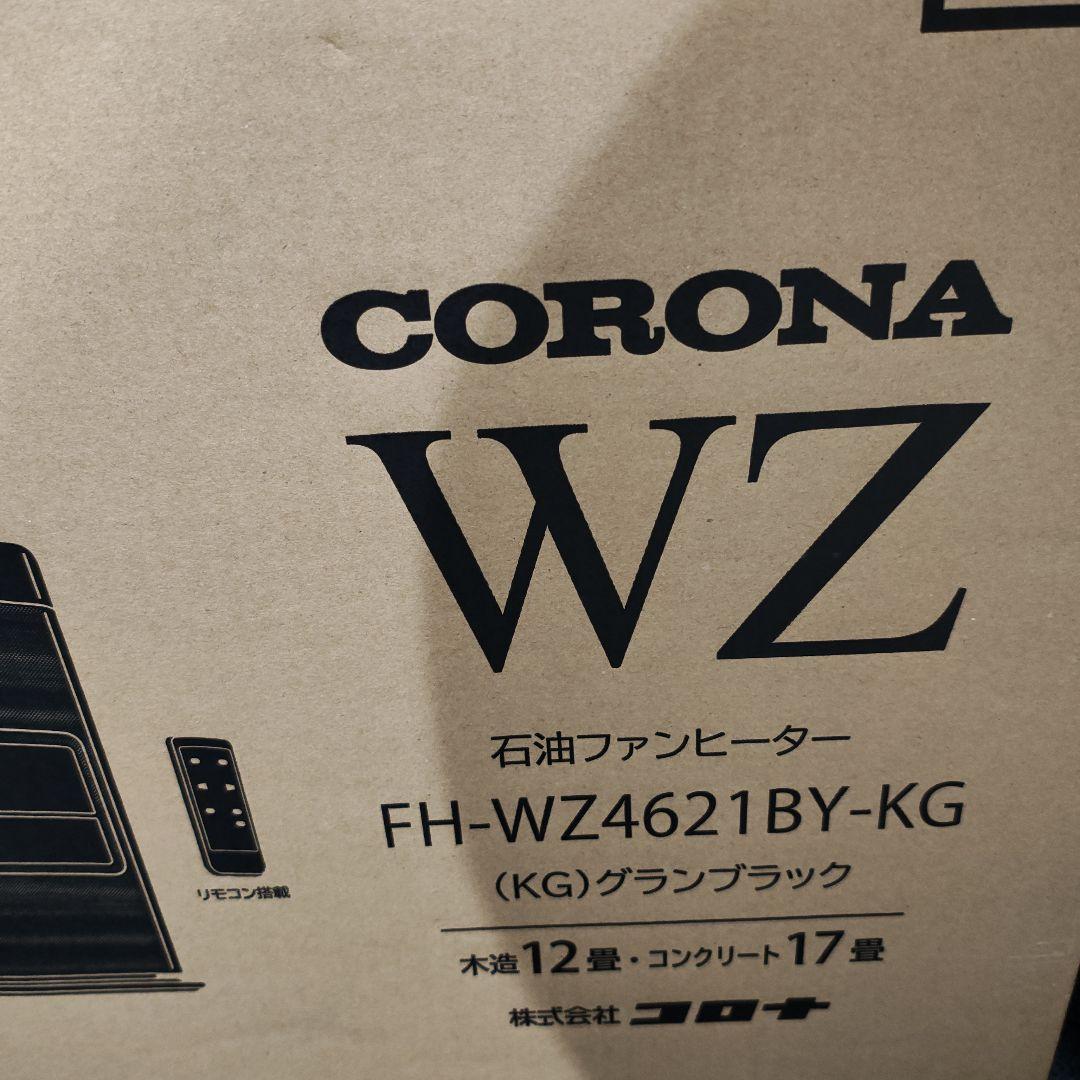 CORONA
WZ
石油ファンヒーター
FH-WZ4621BY-KG
(KG)グランブラック
リモコン搭載
木造12畳・コンクリート17畳
株式会社 コロナ